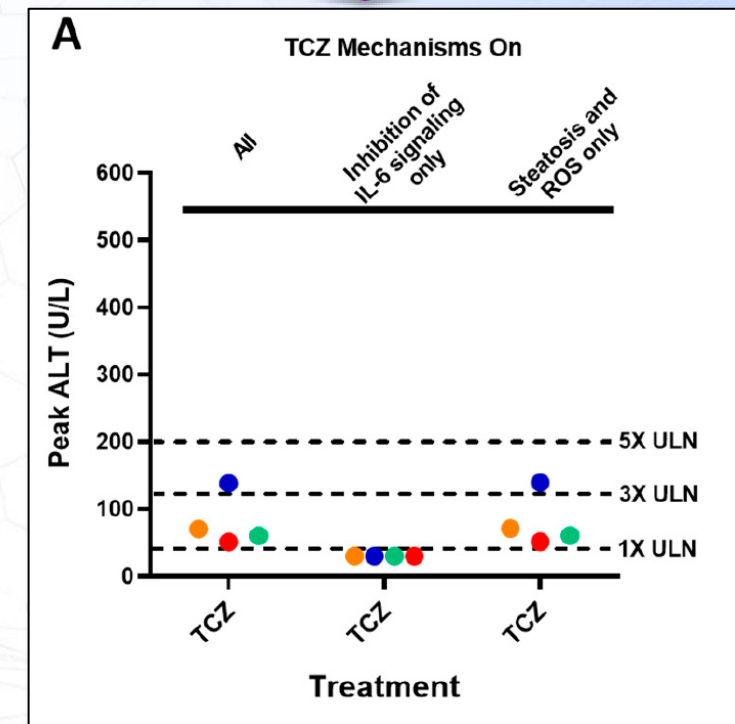 A
TCZ Mechanisms On
All
Inhibition of
IL-6 signaling
only
Steatosis and
ROS only
600
500
400
300
200
100
0
Peak ALT (U/L)
5X ULN
3X ULN
1X ULN
TCZ
TCZ
TCZ
Treatment